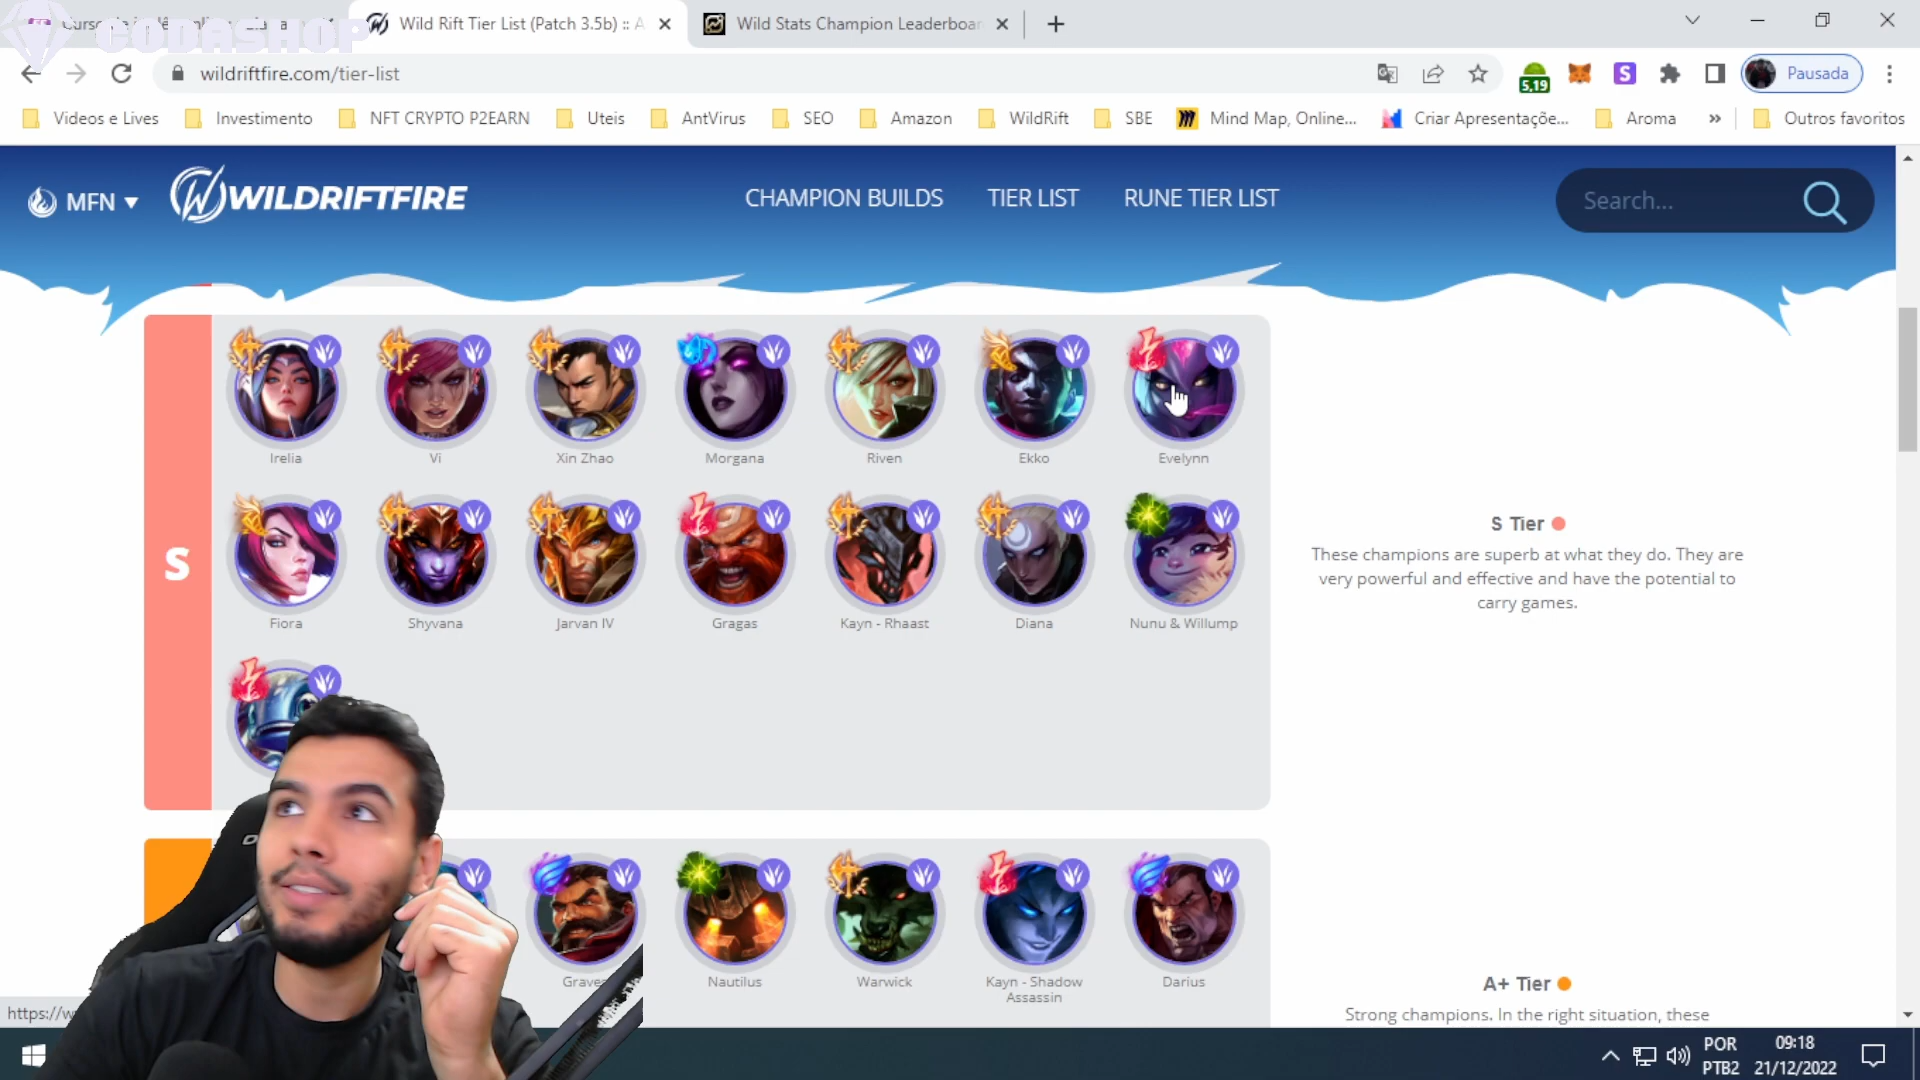 CODASHOP
Wild Rift Tier List (Patch 3.5b) :: A
Wild Stats Champion Leaderboar
wildriftfire.com/tier-list
5,19
S
Pausada
Videos e Lives
Investimento
NFT CRYPTO P2EARN
Uteis
AntVirus
SEO
Amazon
WildRift
SBE
Mind Map, Online...
Criar Apresentaçõe...
Aroma
»
Outros favoritos
MFN
WILDRIFTFIRE
CHAMPION BUILDS
TIER LIST
RUNE TIER LIST
Search...
S
Irelia
Vi
Xin Zhao
Morgana
Riven
Ekko
Evelynn
Fiora
Shyvana
Jarvan IV
Gragas
Kayn - Rhaast
Diana
Nunu & Willump
S Tier
These champions are superb at what they do. They are
very powerful and effective and have the potential to
carry games.
Graves
Nautilus
Warwick
Kayn - Shadow
Assassin
Darius
A+ Tier
Strong champions. In the right situation, these
https://w
POR
PTB2
09:18
21/12/2022